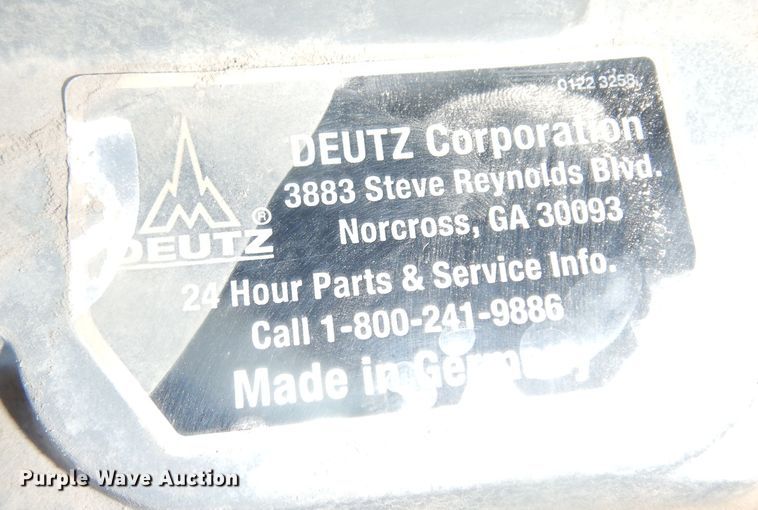 0122 3258
DEUTZ Corporation
3883 Steve Reynolds Blvd.
Norcross, GA 30093
DEUTZ ®
24 Hour Parts & Service Info.
Call 1-800-241-9886
Made in Germany
Purple Wave Auction